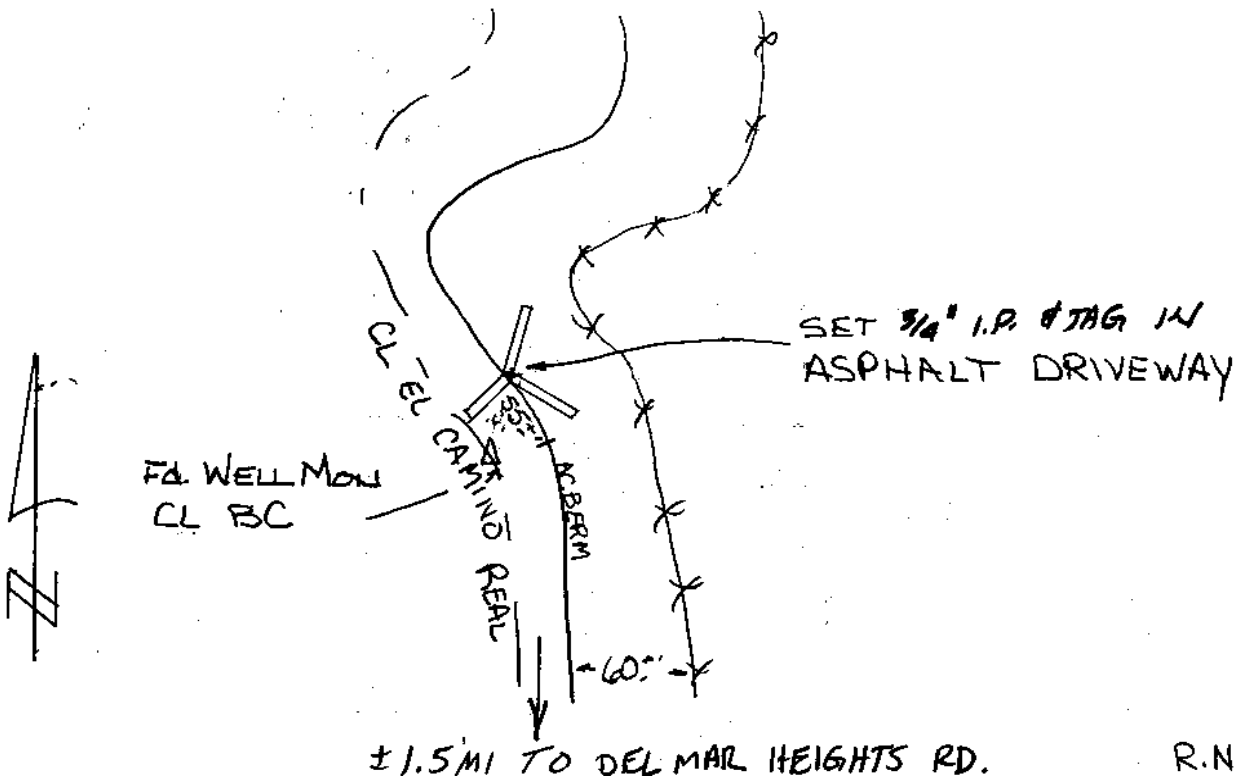 SET 3/4" I.P. & TAG IN
ASPHALT DRIVEWAY
CL EL CAMINO REAL
55±'
Fd. WELL MON
CL BC
AC.BERM
60±'
±1.5 MI TO DEL MAR HEIGHTS RD.
R.N
N